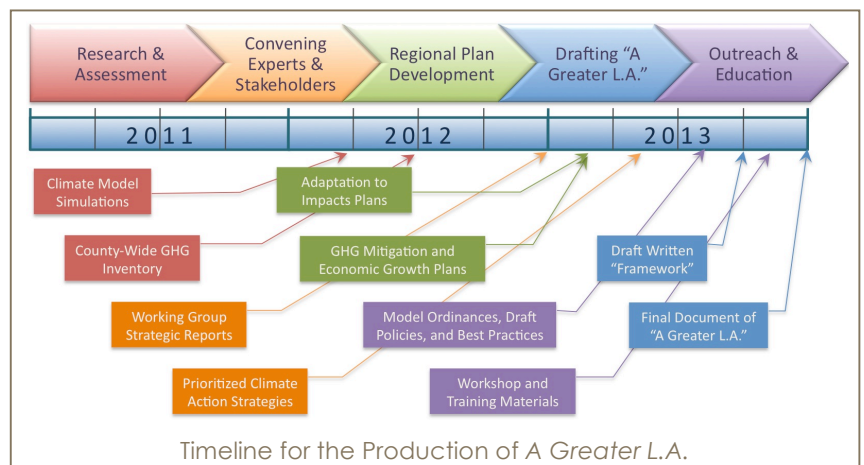 Research &
Assessment
Convening
Experts &
Stakeholders
Regional Plan
Development
Drafting “A
Greater L.A.”
Outreach &
Education
2011
2012
2013
Climate Model
Simulations
Adaptation to
Impacts Plans
County-Wide GHG
Inventory
GHG Mitigation and
Economic Growth Plans
Draft Written
“Framework”
Working Group
Strategic Reports
Model Ordinances, Draft
Policies, and Best Practices
Final Document of
“A Greater L.A.”
Prioritized Climate
Action Strategies
Workshop and
Training Materials
Timeline for the Production of A Greater L.A.